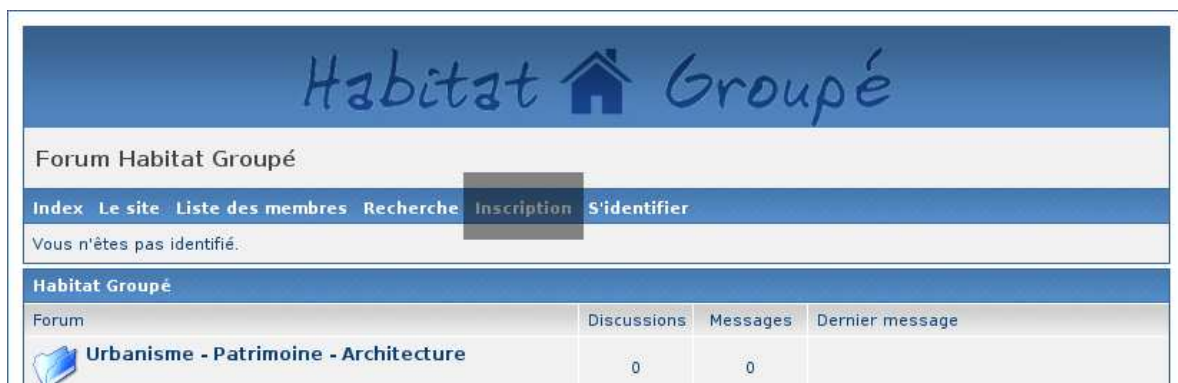 Habitat Groupé
Forum Habitat Groupé
Index Le site Liste des membres Recherche Inscription S'identifier
Vous n'êtes pas identifié.
Habitat Groupé
Forum Discussions Messages Dernier message
Urbanisme - Patrimoine - Architecture 0 0